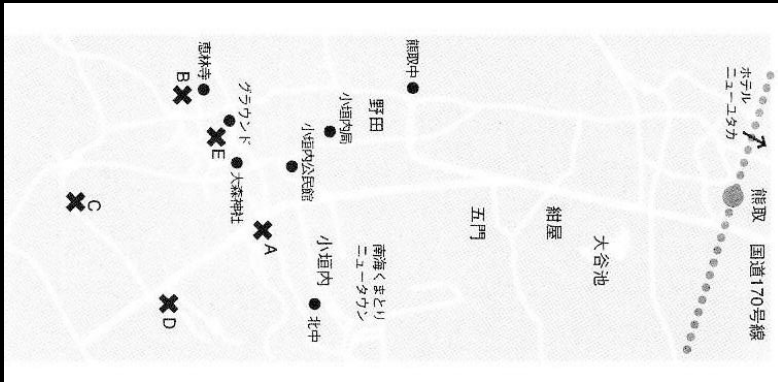 ホテル
ニューユタカ
熊取
国道170号線
大谷池
紺屋
五門
熊取中
野田
小垣内局
小垣内公民館
南海くまとり
ニュータウン
小垣内
北中
恵林寺
グラウンド
大森神社
B
E
A
C
D